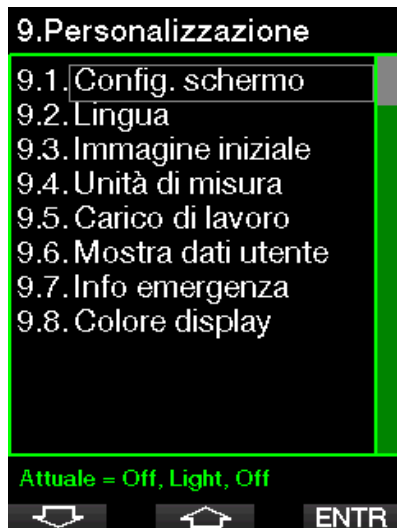 9.Personalizzazione
9.1. Config. schermo
9.2. Lingua
9.3. Immagine iniziale
9.4. Unità di misura
9.5. Carico di lavoro
9.6. Mostra dati utente
9.7. Info emergenza
9.8. Colore display
Attuale = Off, Light, Off
ENTR